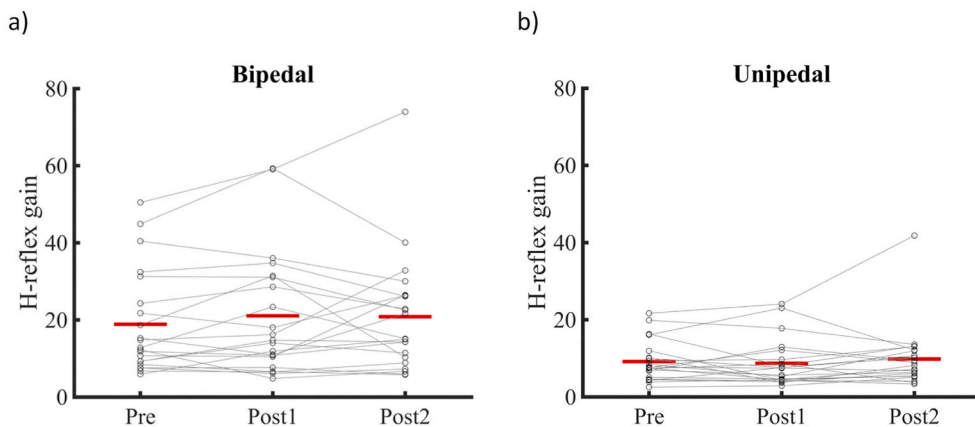 a)
Bipedal
H-reflex gain
80
60
40
20
0
Pre Post1 Post2
b)
Unipedal
H-reflex gain
80
60
40
20
0
Pre Post1 Post2